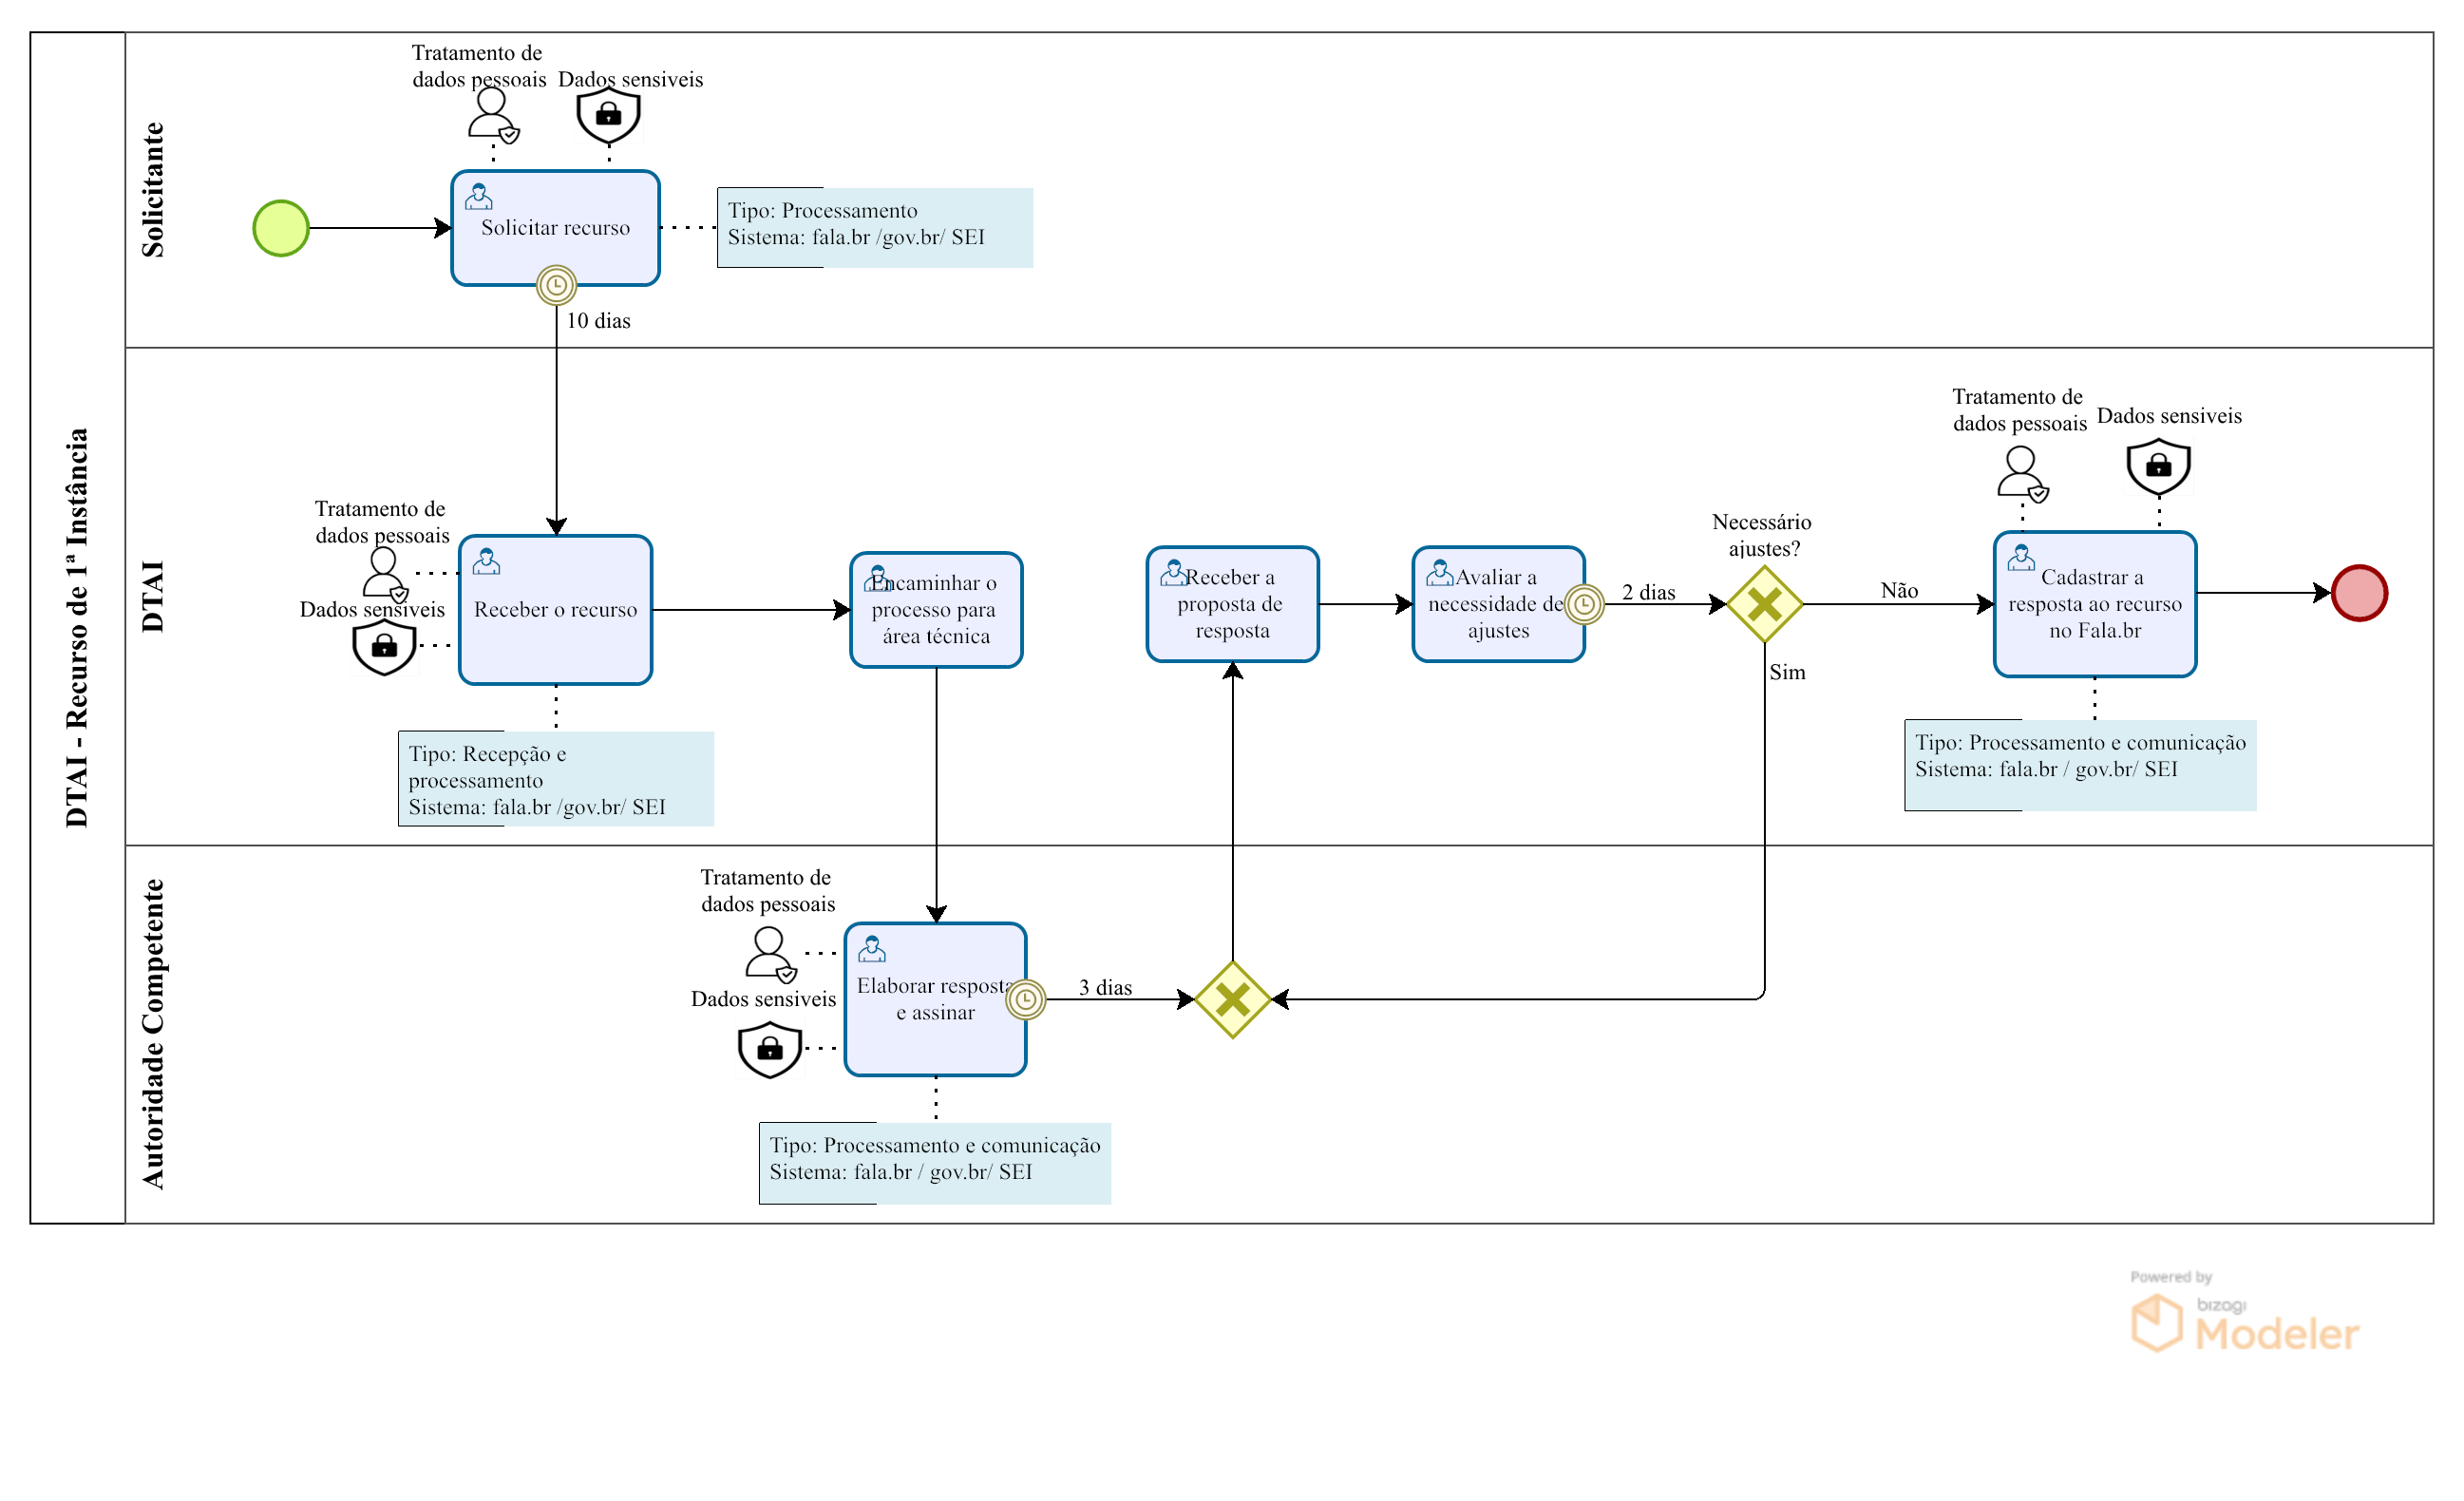 DTAI - Recurso de 1ª Instância
Solicitante
Tratamento de
dados pessoais
Dados sensiveis
Solicitar recurso
Tipo: Processamento
Sistema: fala.br /gov.br/ SEI
10 dias
DTAI
Tratamento de
dados pessoais
Dados sensiveis
Receber o recurso
Tipo: Recepção e
processamento
Sistema: fala.br /gov.br/ SEI
Encaminhar o
processo para
área técnica
Receber a
proposta de
resposta
Avaliar a
necessidade de
ajustes
2 dias
Necessário
ajustes?
Não
Sim
Tratamento de
dados pessoais
Dados sensiveis
Cadastrar a
resposta ao recurso
no Fala.br
Tipo: Processamento e comunicação
Sistema: fala.br / gov.br/ SEI
Autoridade Competente
Tratamento de
dados pessoais
Dados sensiveis
Elaborar resposta
e assinar
3 dias
Tipo: Processamento e comunicação
Sistema: fala.br / gov.br/ SEI
Powered by
bizagi
Modeler